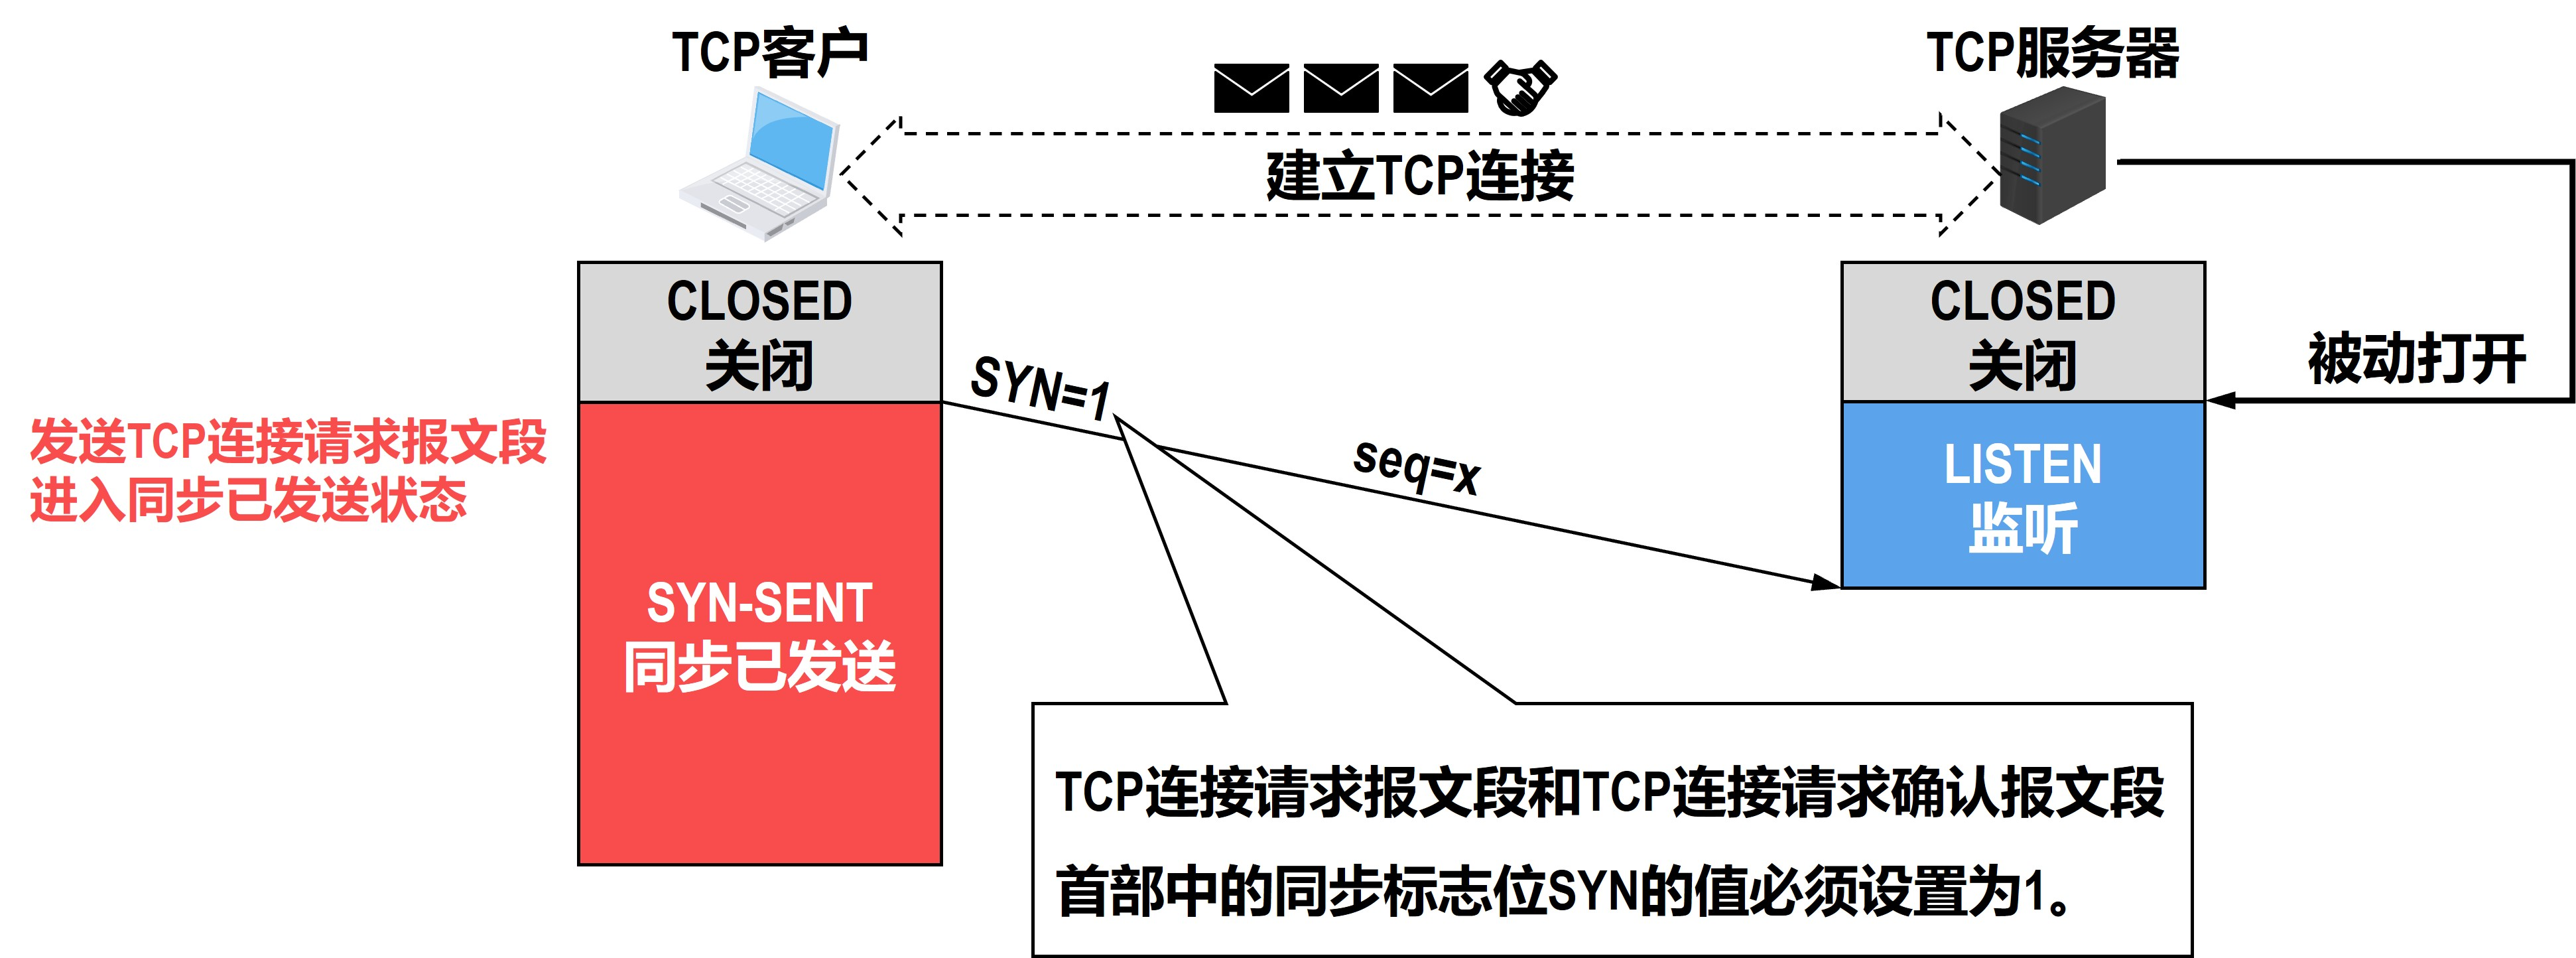 TCP客户
TCP服务器
建立TCP连接
CLOSED
关闭
CLOSED
关闭
被动打开
SYN=1
seq=x
发送TCP连接请求报文段
进入同步已发送状态
LISTEN
监听
SYN-SENT
同步已发送
TCP连接请求报文段和TCP连接请求确认报文段
首部中的同步标志位SYN的值必须设置为1。